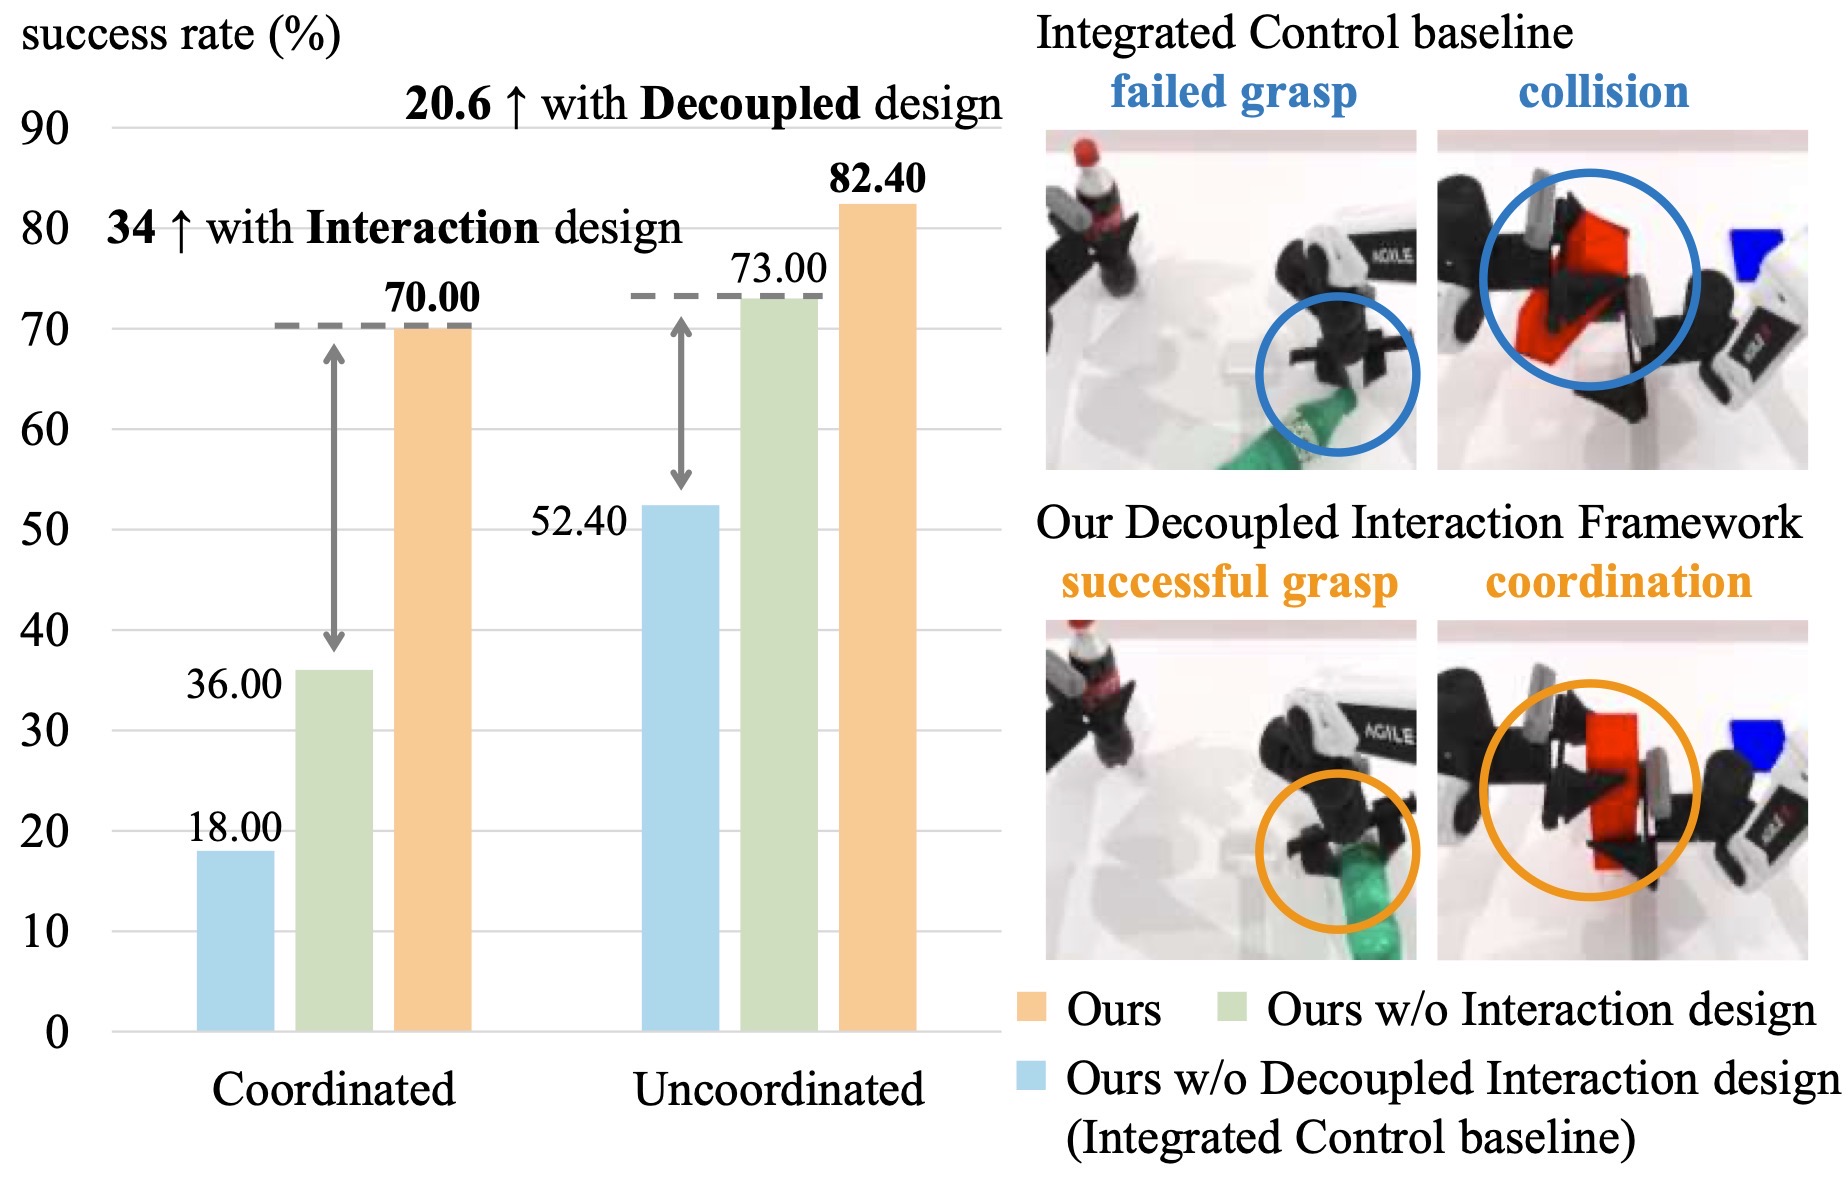 success rate (%)
20.6 ↑ with Decoupled design
90
82.40
80
34 ↑ with Interaction design
73.00
70.00
70
60
52.40
50
40
36.00
30
20
18.00
10
0
Coordinated
Uncoordinated
Integrated Control baseline
failed grasp
collision
AGILE
Our Decoupled Interaction Framework
successful grasp
coordination
AGILE
Ours
Ours w/o Interaction design
Ours w/o Decoupled Interaction design
(Integrated Control baseline)